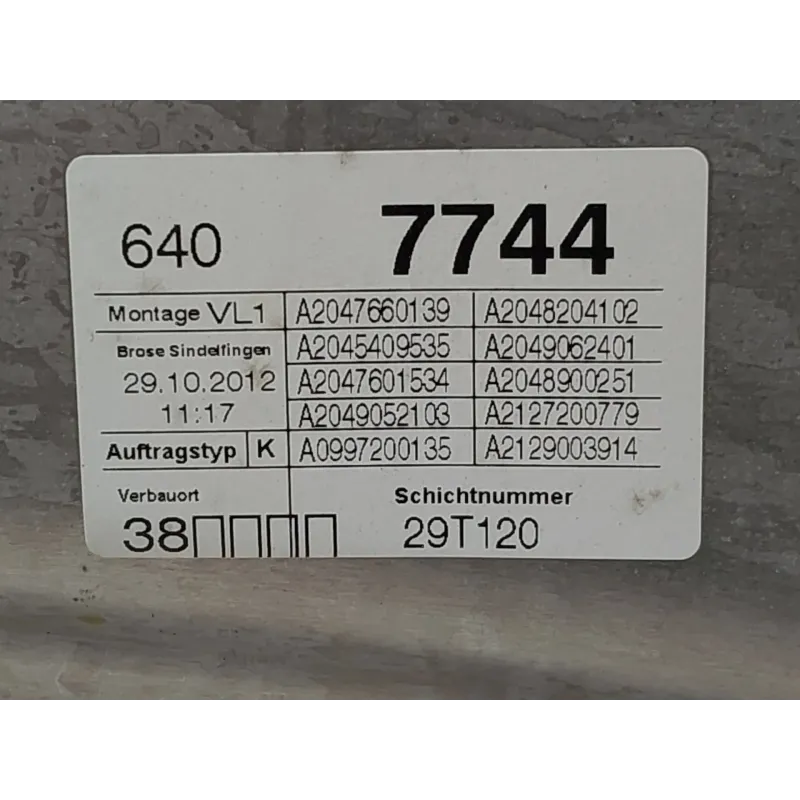 640 7744
Montage VL1 A2047660139 A2048204102
Brose Sindelfingen A2045409535 A2049062401
29.10.2012 A2047601534 A2048900251
11:17 A2049052103 A2127200779
Auftragstyp K A0997200135 A2129003914
Verbauort Schichtnummer
38 29T120